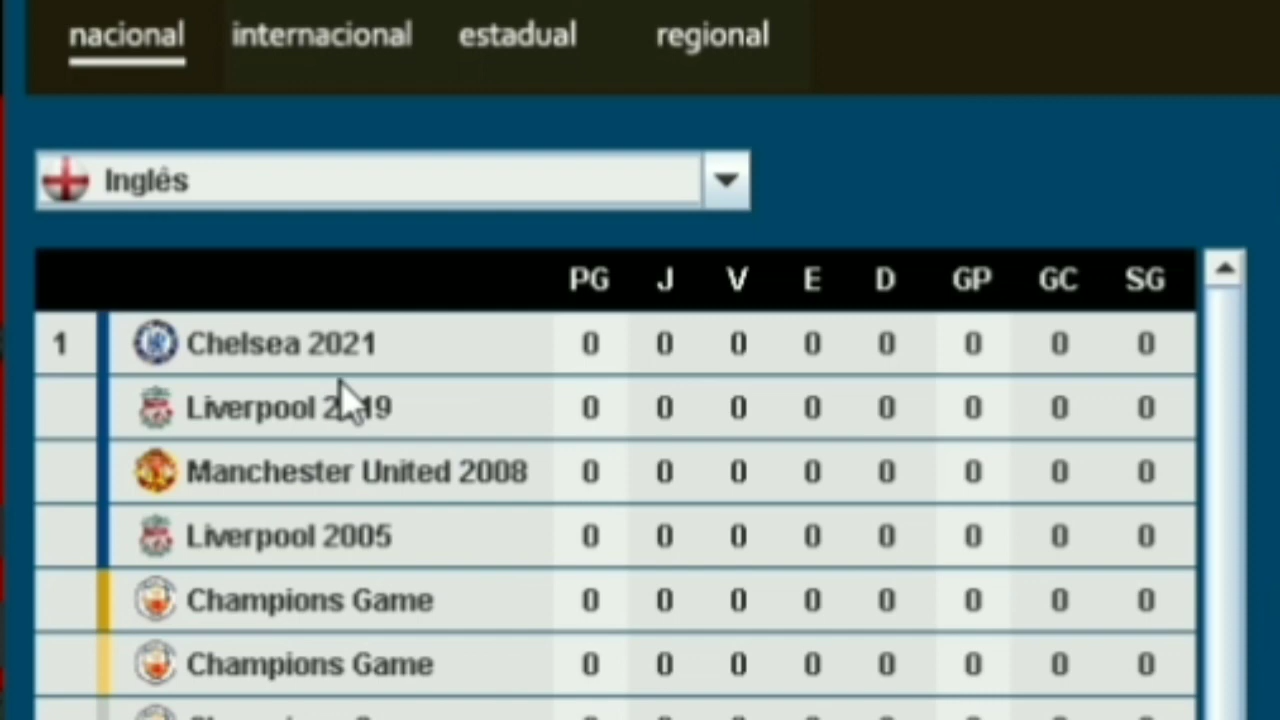 nacional internacional estadual regional
Inglês
PG J V E D GP GC SG
1 Chelsea 2021 0 0 0 0 0 0 0 0
Liverpool 0 0 0 0 0 0 0 0
Manchester United 2008 0 0 0 0 0 0 0 0
Liverpool 2005 0 0 0 0 0 0 0 0
Champions Game 0 0 0 0 0 0 0 0
Champions Game 0 0 0 0 0 0 0 0